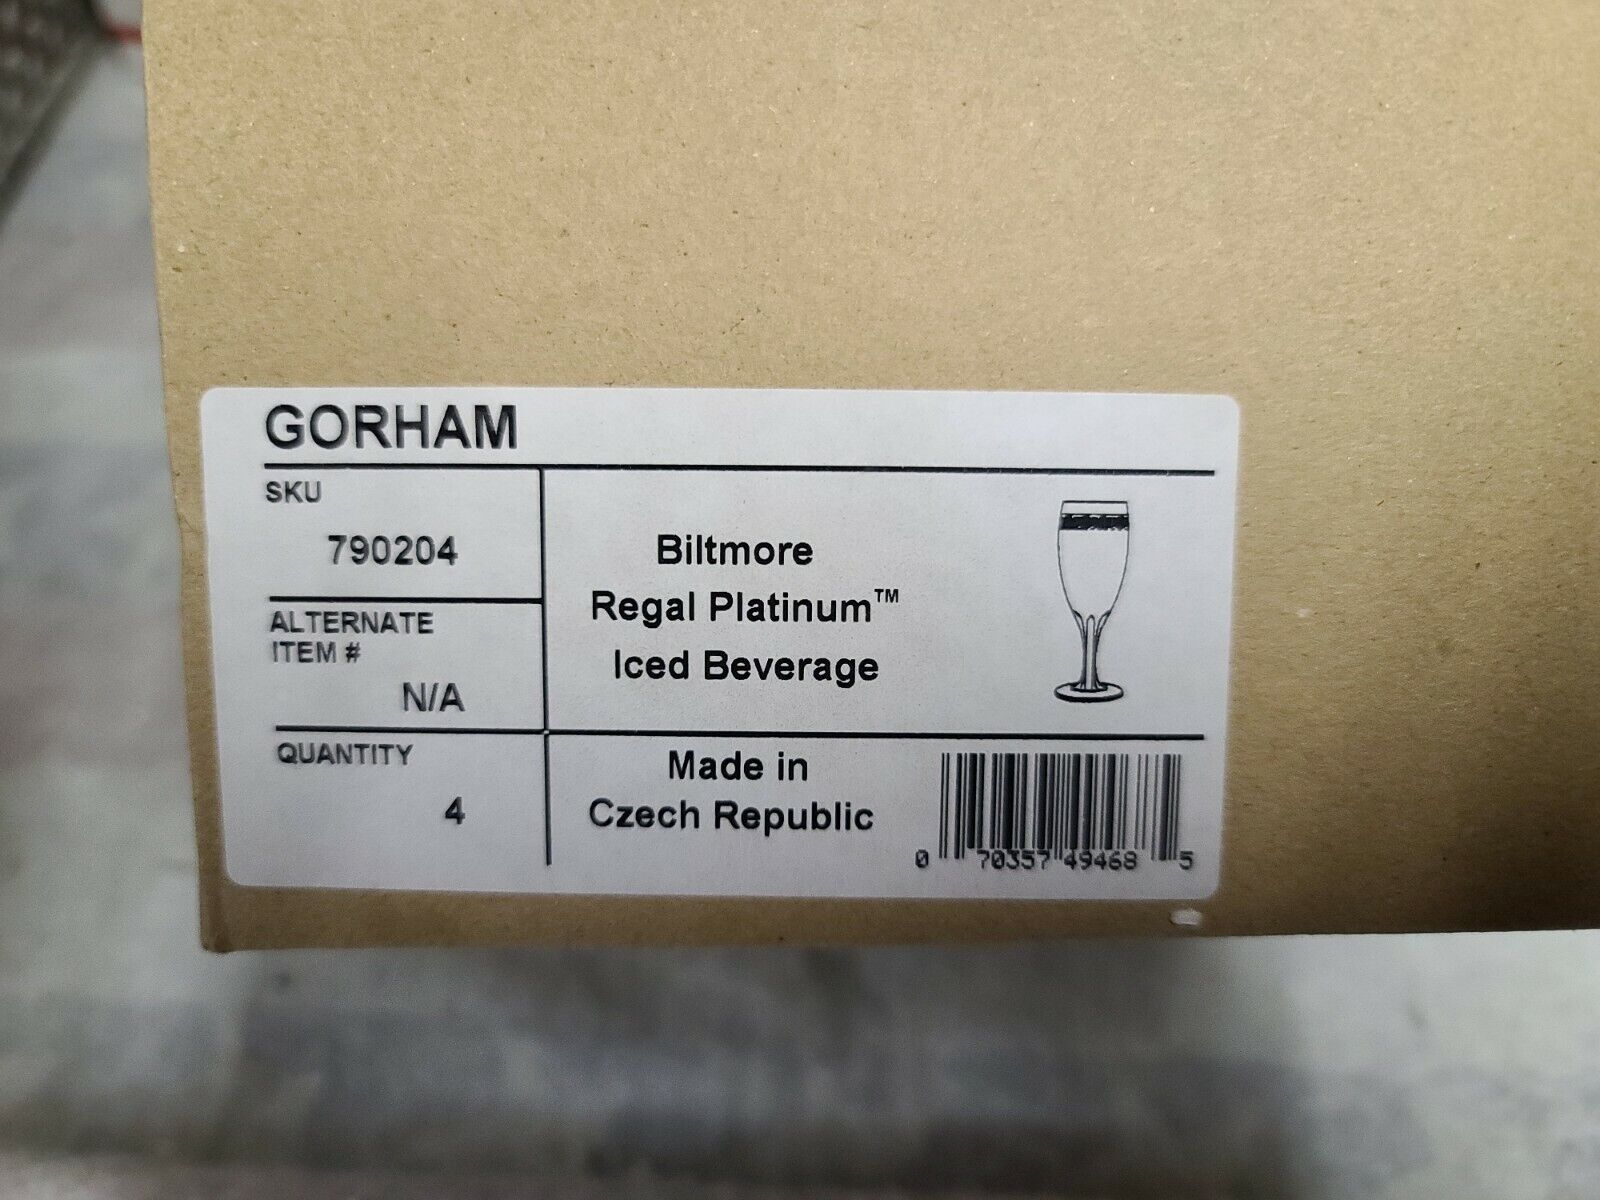 GORHAM
SKU
790204
ALTERNATE
ITEM #
N/A
QUANTITY
4
Biltmore
Regal Platinum™
Iced Beverage
Made in
Czech Republic
0 70357 49468 5